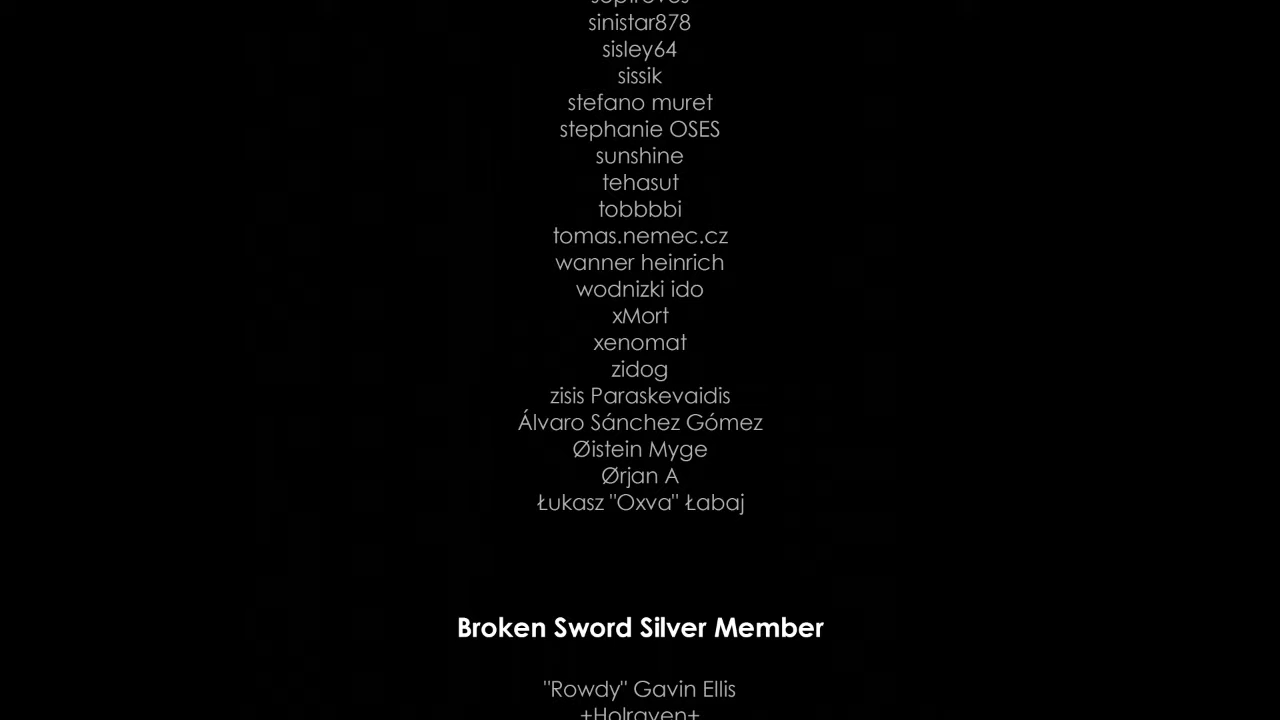 sinistar878
sisley64
sissik
stefano muret
stephanie OSES
sunshine
tehasut
tobbbbi
tomas.nemec.cz
wanner heinrich
wodnizki ido
xMort
xenomat
zidog
zisis Paraskevaidis
Álvaro Sánchez Gómez
Øistein Myge
Ørjan A
Łukasz "Oxva" Łabaj
Broken Sword Silver Member
"Rowdy" Gavin Ellis
+Holraven+